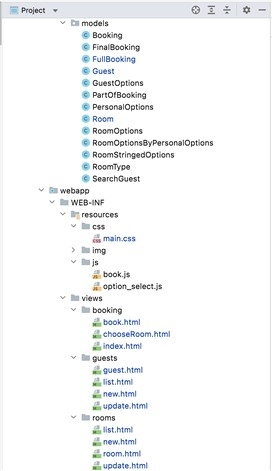 Project
models
Booking
FinalBooking
FullBooking
Guest
GuestOptions
PartOfBooking
PersonalOptions
Room
RoomOptions
RoomOptionsByPersonalOptions
RoomStringedOptions
RoomType
SearchGuest
webapp
WEB-INF
resources
css
main.css
img
js
book.js
option_select.js
views
booking
book.html
chooseRoom.html
index.html
guests
guest.html
list.html
new.html
update.html
rooms
list.html
new.html
room.html
update.html